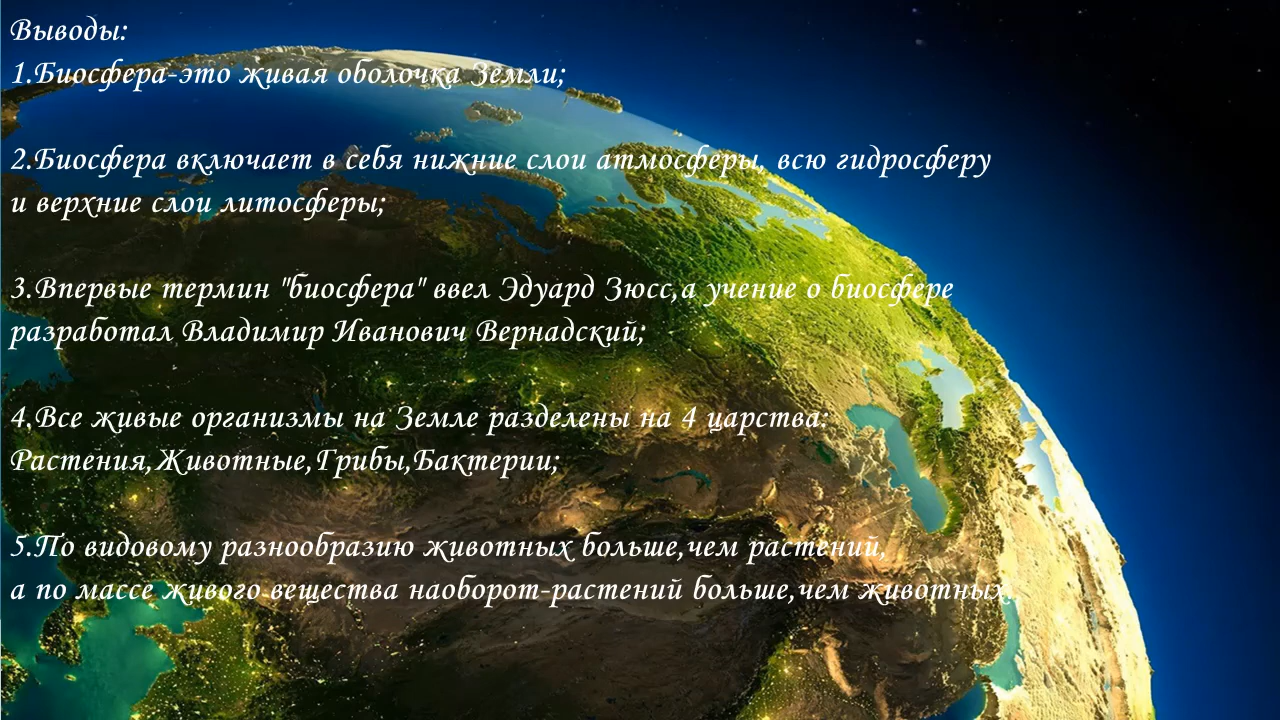 Выводы:
1.Биосфера-это живая оболочка Земли;
2.Биосфера включает в себя нижние слои атмосферы, всю гидросферу
и верхние слои литосферы;
3.Впервые термин "биосфера" ввел Эдуард Зюсс,а учение о биосфере
разработал Владимир Иванович Вернадский;
4.Все живые организмы на Земле разделены на 4 царства:
Растения,Животные,Грибы,Бактерии;
5.По видовому разнообразию животных больше,чем растений,
а по массе живого вещества наоборот-растений больше,чем животных.